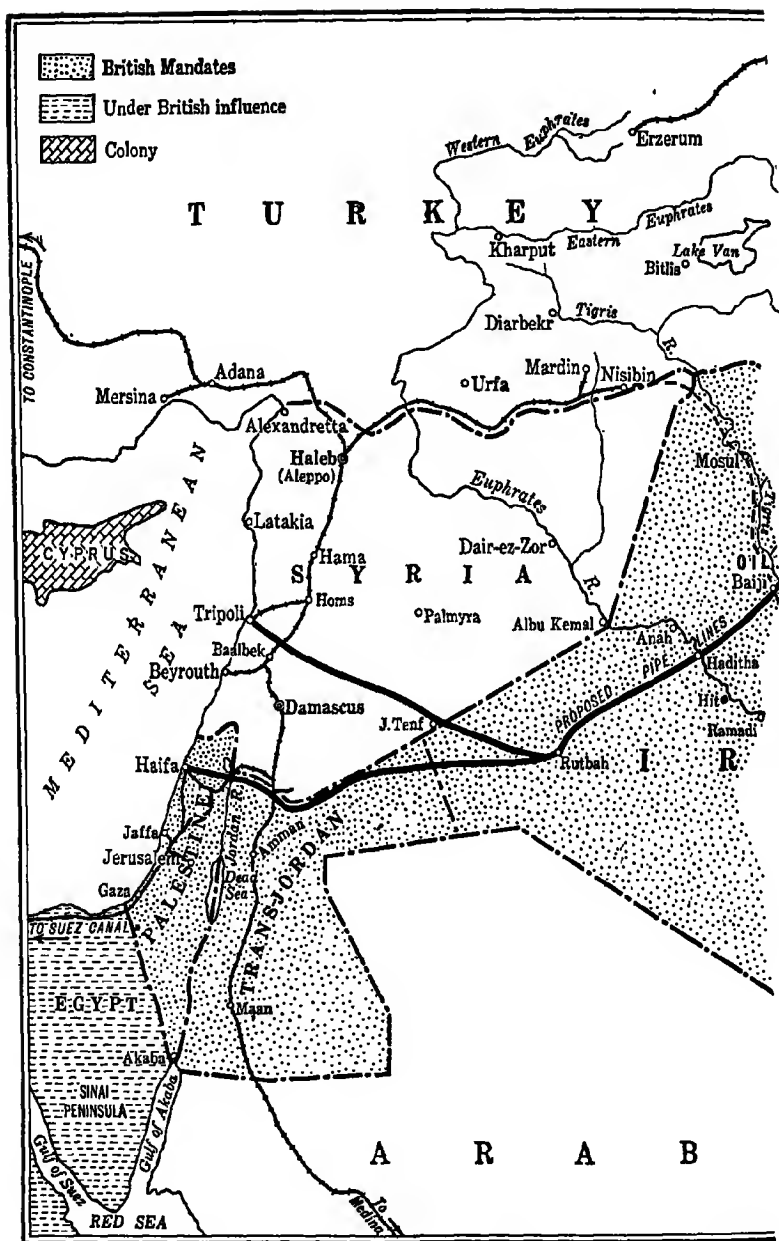 British Mandates
Under British influence
Colony
Western Euphrates
Erzerum
TURKEY
Kharput
Eastern Euphrates
Lake Van
Bitlis
TO CONSTANTINOPLE
Diarbekr
Tigris
R.
Adana
Mersina
Mardin
Nisibin
Urfa
Alexandretta
Haleb
(Aleppo)
Mosul
Tigris
Euphrates
R.
Latakia
CYPRUS
MEDITERRANEAN
SEA
Dair-ez-Zor
Hama
SYRIA
OIL
Baiji
Homs
Palmyra
Tripoli
Albu Kemal
Anah
Baalbek
Beyrouth
PROPOSED PIPE LINES
Haditha
Hit
Damascus
J. Tenf
Ramadi
Rutbah
IR
Haifa
Jaffa
Jerusalem
Jordan R.
Amman
Dead
Sea
PALESTINE
TRANSJORDAN
Gaza
TO SUEZ CANAL
EGYPT
Maan
Akaba
SINAI
PENINSULA
Gulf of Akaba
Gulf of Suez
RED SEA
ARAB
To
Medina